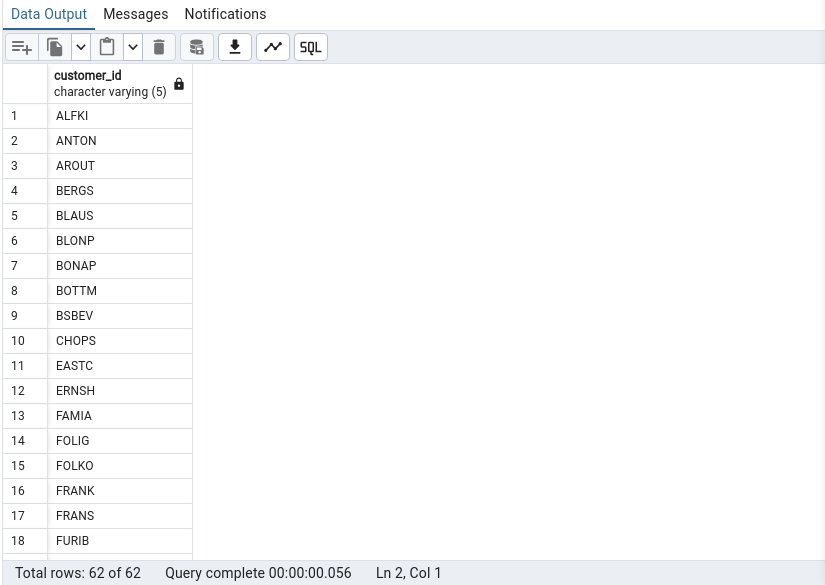 Data Output Messages Notifications
SQL
customer_id
character varying (5)
1 ALFKI
2 ANTON
3 AROUT
4 BERGS
5 BLAUS
6 BLONP
7 BONAP
8 BOTTM
9 BSBEV
10 CHOPS
11 EASTC
12 ERNSH
13 FAMIA
14 FOLIG
15 FOLKO
16 FRANK
17 FRANS
18 FURIB
Total rows: 62 of 62 Query complete 00:00:00.056 Ln 2, Col 1